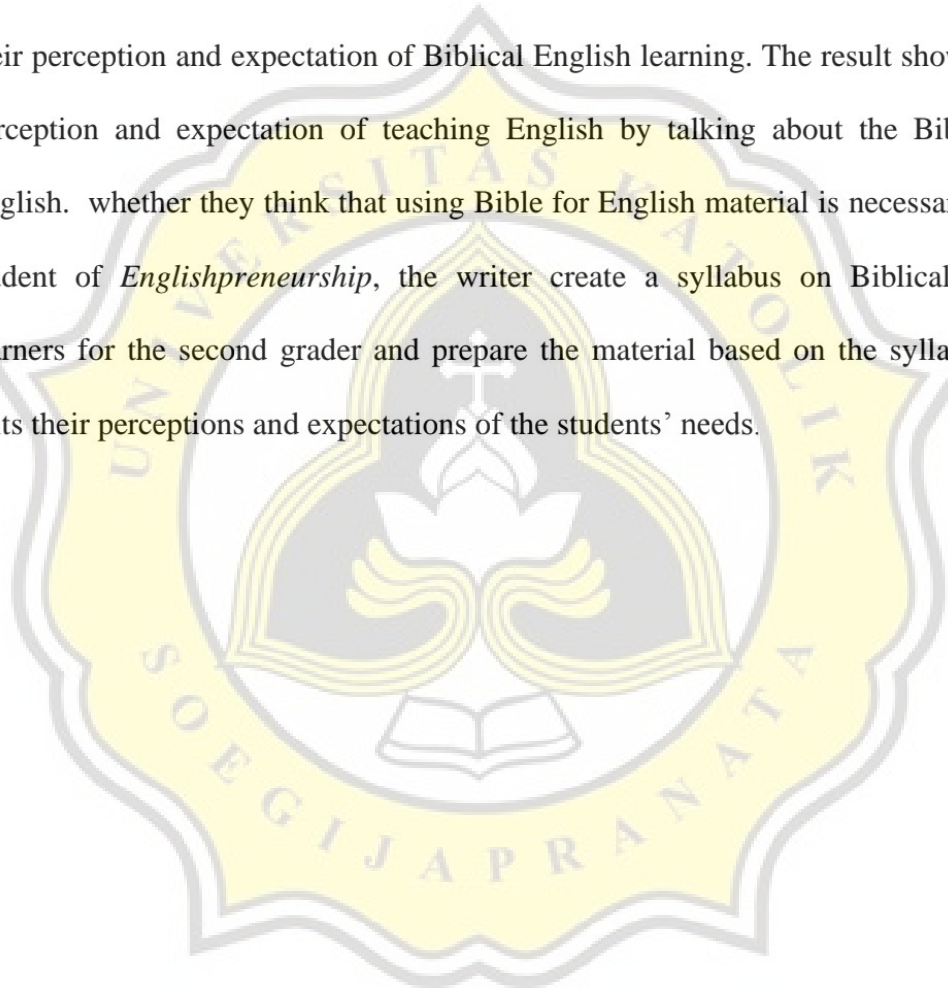 eir perception and expectation of Biblical English learning. The result show
rception and expectation of teaching English by talking about the Bib
glish. whether they think that using Bible for English material is necessar
dent of Englishpreneurship, the writer create a syllabus on Biblical
rners for the second grader and prepare the material based on the sylla
ts their perceptions and expectations of the students’ needs.
UNIVERSITAS KATOLIK
SOEGIJAPRANATA